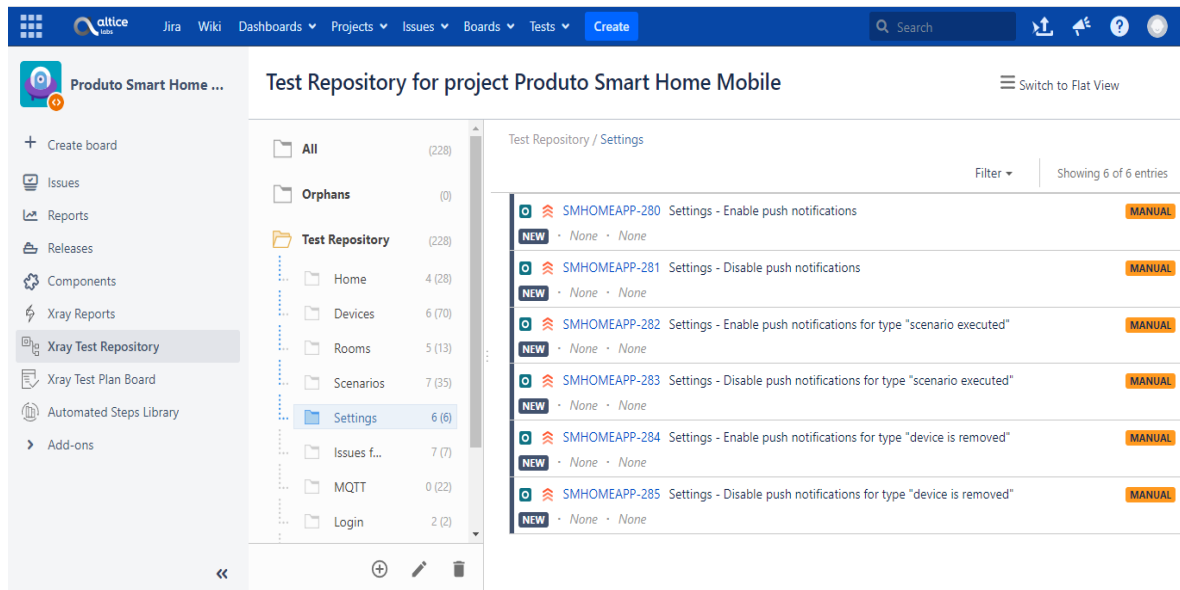 altice labs Jira Wiki Dashboards Projects Issues Boards Tests Create Search
Produto Smart Home ...
Create board
Issues
Reports
Releases
Components
Xray Reports
Xray Test Repository
Xray Test Plan Board
Automated Steps Library
Add-ons
Test Repository for project Produto Smart Home Mobile
Switch to Flat View
All (228)
Orphans (0)
Test Repository (228)
Home 4 (28)
Devices 6 (70)
Rooms 5 (13)
Scenarios 7 (35)
Settings 6 (6)
Issues f... 7 (7)
MQTT 0 (22)
Login 2 (2)
Test Repository / Settings
Filter Showing 6 of 6 entries
SMHOMEAPP-280 Settings - Enable push notifications MANUAL
NEW · None · None
SMHOMEAPP-281 Settings - Disable push notifications MANUAL
NEW · None · None
SMHOMEAPP-282 Settings - Enable push notifications for type "scenario executed" MANUAL
NEW · None · None
SMHOMEAPP-283 Settings - Disable push notifications for type "scenario executed" MANUAL
NEW · None · None
SMHOMEAPP-284 Settings - Enable push notifications for type "device is removed" MANUAL
NEW · None · None
SMHOMEAPP-285 Settings - Disable push notifications for type "device is removed" MANUAL
NEW · None · None